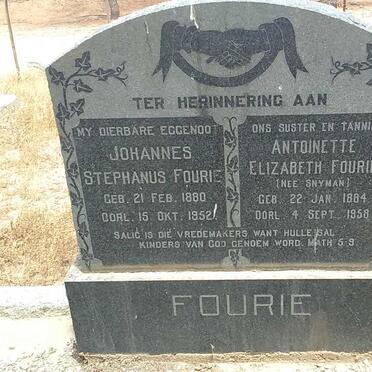 TER HERINNERING AAN
MY DIERBARE EGGENOOT
JOHANNES
STEPHANUS FOURIE
GEB. 21 FEB. 1880
OORL. 15 OKT. 1952
ONS SUSTER EN TANNIE
ANTOINETTE
ELIZABETH FOURIE
(NEE SNYMAN)
GEB. 22 JAN. 1884
OORL. 4 SEPT. 1958
SALIG IS DIE VREDEMAKERS WANT HULLE SAL
KINDERS VAN GOD GENOEM WORD. MATH 5:9.
FOURIE